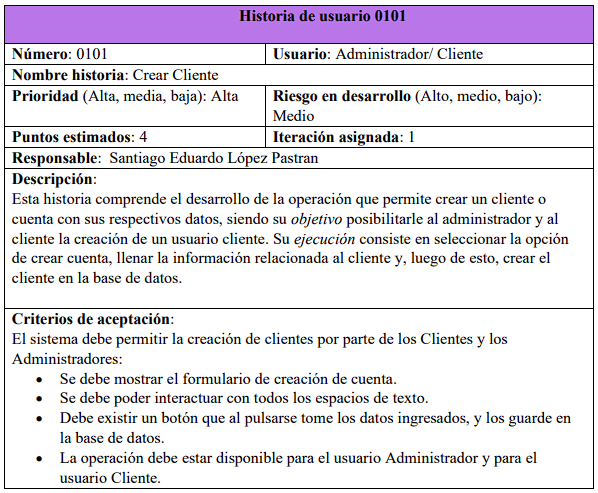 Historia de usuario 0101
Número: 0101
Usuario: Administrador/ Cliente
Nombre historia: Crear Cliente
Prioridad (Alta, media, baja): Alta
Riesgo en desarrollo (Alto, medio, bajo):
Medio
Puntos estimados: 4
Iteración asignada: 1
Responsable: Santiago Eduardo López Pastran
Descripción:
Esta historia comprende el desarrollo de la operación que permite crear un cliente o
cuenta con sus respectivos datos, siendo su objetivo posibilitarle al administrador y al
cliente la creación de un usuario cliente. Su ejecución consiste en seleccionar la opción
de crear cuenta, llenar la información relacionada al cliente y, luego de esto, crear el
cliente en la base de datos.
Criterios de aceptación:
El sistema debe permitir la creación de clientes por parte de los Clientes y los
Administradores:
• Se debe mostrar el formulario de creación de cuenta.
• Se debe poder interactuar con todos los espacios de texto.
• Debe existir un botón que al pulsarse tome los datos ingresados, y los guarde en
la base de datos.
• La operación debe estar disponible para el usuario Administrador y para el
usuario Cliente.